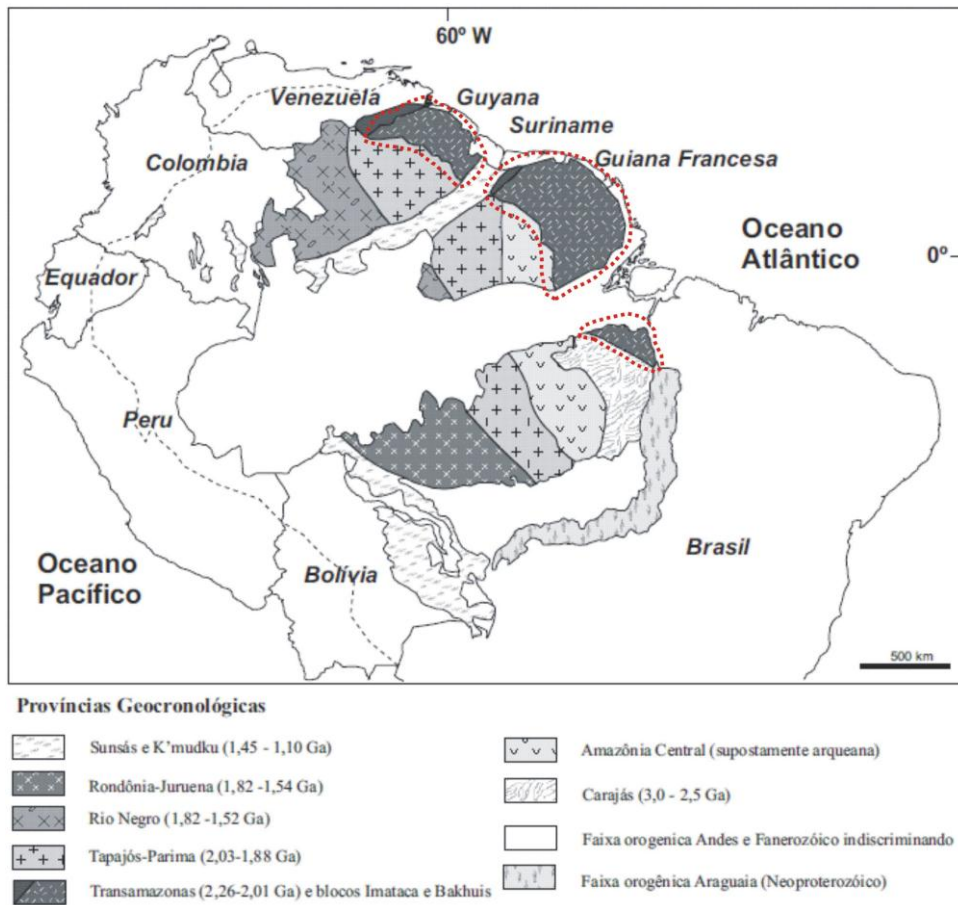 60º W
Venezuela
Guyana
Suriname
Colombia
Guiana Francesa
Oceano
Atlântico
0º
Equador
Peru
Brasil
Oceano
Pacífico
Bolívia
500 km
Províncias Geocronológicas
Sunsás e K'mudku (1,45 - 1,10 Ga)
Rondônia-Juruena (1,82 -1,54 Ga)
Rio Negro (1,82 -1,52 Ga)
Tapajós-Parima (2,03-1,88 Ga)
Transamazonas (2,26-2,01 Ga) e blocos Imataca e Bakhuis
Amazônia Central (supostamente arqueana)
Carajás (3,0 - 2,5 Ga)
Faixa orogenica Andes e Fanerozóico indiscriminando
Faixa orogênica Araguaia (Neoproterozóico)